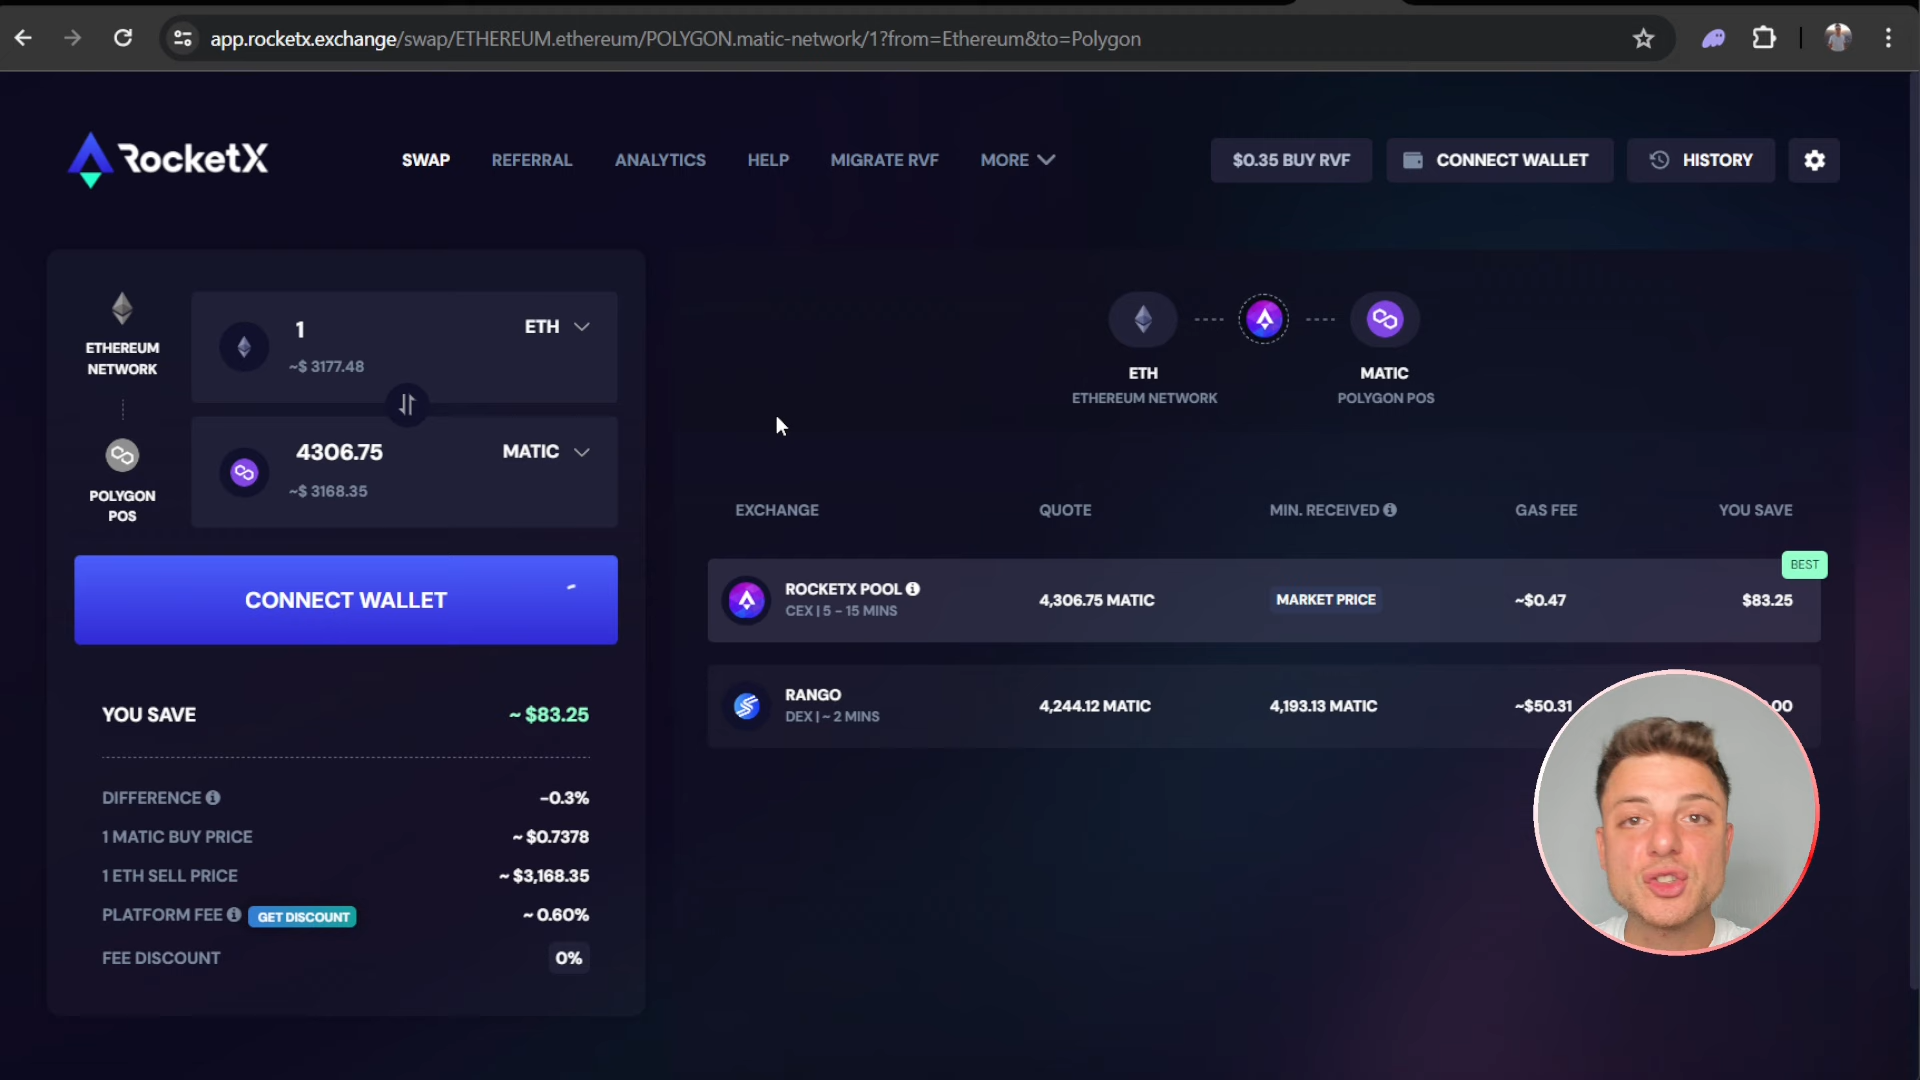 app.rocketx.exchange/swap/ETHEREUM.ethereum/POLYGON.matic-network/1?from=Ethereum&to=Polygon
RocketX
SWAP REFERRAL ANALYTICS HELP MIGRATE RVF MORE $0.35 BUY RVF CONNECT WALLET HISTORY
ETHEREUM
NETWORK
1 ETH
~$ 3177.48
POLYGON
POS
4306.75 MATIC
~$ 3168.35
CONNECT WALLET
YOU SAVE ~ $83.25
DIFFERENCE -0.3%
1 MATIC BUY PRICE ~ $0.7378
1 ETH SELL PRICE ~ $3,168.35
PLATFORM FEE GET DISCOUNT ~ 0.60%
FEE DISCOUNT 0%
ETH MATIC
ETHEREUM NETWORK POLYGON POS
EXCHANGE QUOTE MIN. RECEIVED GAS FEE YOU SAVE
BEST
ROCKETX POOL 4,306.75 MATIC MARKET PRICE ~$0.47 $83.25
CEX | 5 - 15 MINS
RANGO 4,244.12 MATIC 4,193.13 MATIC ~$50.31
DEX | ~ 2 MINS